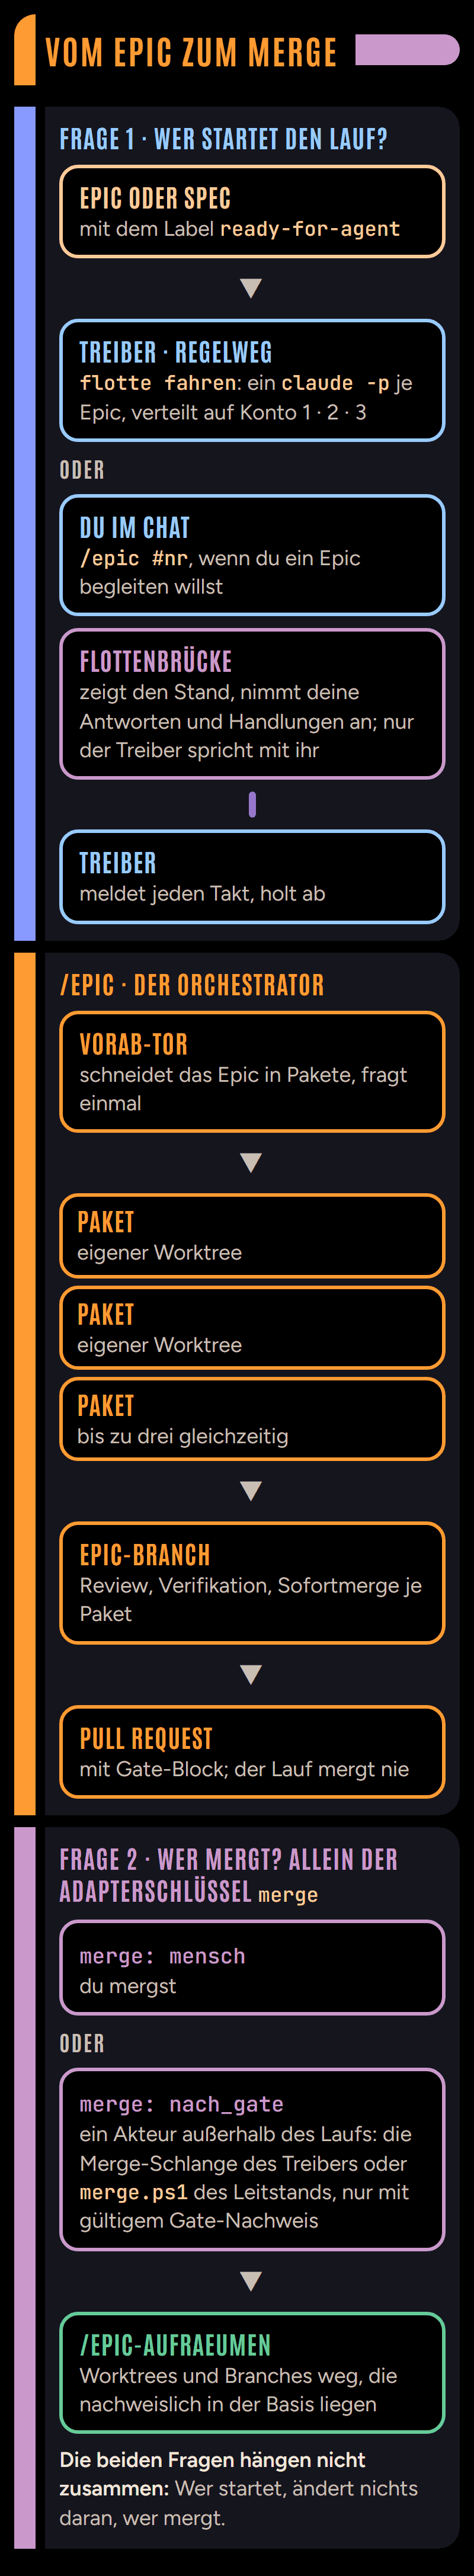 VOM EPIC ZUM MERGE
FRAGE 1 · WER STARTET DEN LAUF?
EPIC ODER SPEC
mit dem Label ready-for-agent
TREIBER · REGELWEG
flotte fahren: ein claude -p je
Epic, verteilt auf Konto 1 · 2 · 3
ODER
DU IM CHAT
/epic #nr, wenn du ein Epic
begleiten willst
FLOTTENBRÜCKE
zeigt den Stand, nimmt deine
Antworten und Handlungen an; nur
der Treiber spricht mit ihr
TREIBER
meldet jeden Takt, holt ab
/EPIC · DER ORCHESTRATOR
VORAB-TOR
schneidet das Epic in Pakete, fragt
einmal
PAKET
eigener Worktree
PAKET
eigener Worktree
PAKET
bis zu drei gleichzeitig
EPIC-BRANCH
Review, Verifikation, Sofortmerge je
Paket
PULL REQUEST
mit Gate-Block; der Lauf mergt nie
FRAGE 2 · WER MERGT? ALLEIN DER
ADAPTERSCHLÜSSEL merge
merge: mensch
du mergst
ODER
merge: nach_gate
ein Akteur außerhalb des Laufs: die
Merge-Schlange des Treibers oder
merge.ps1 des Leitstands, nur mit
gültigem Gate-Nachweis
/EPIC-AUFRAEUMEN
Worktrees und Branches weg, die
nachweislich in der Basis liegen
Die beiden Fragen hängen nicht
zusammen: Wer startet, ändert nichts
daran, wer mergt.